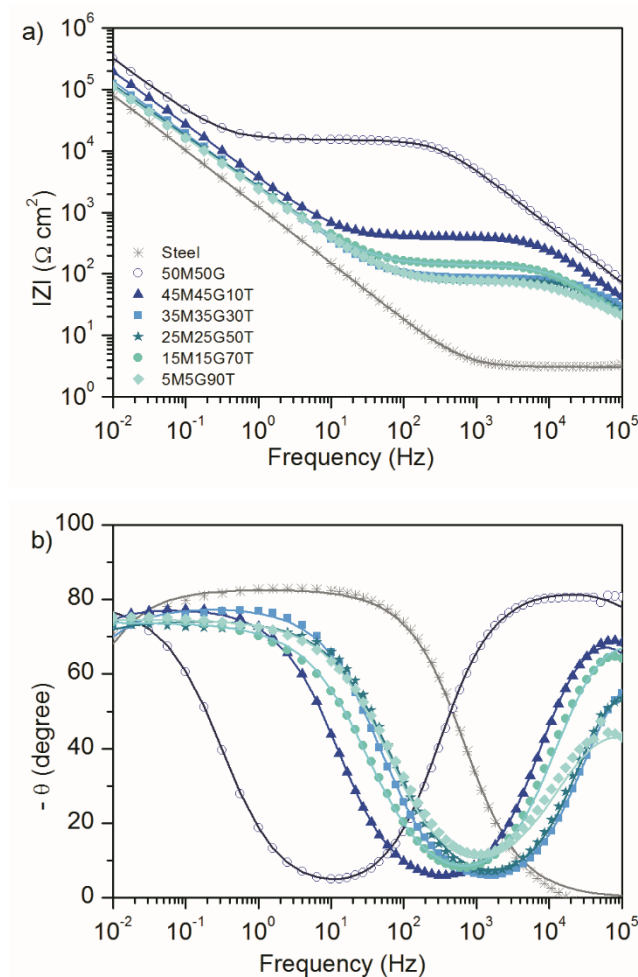 a)
10^6
10^5
10^4
10^3
10^2
10^1
10^0
|Z| (Ω cm^2)
Steel
50M50G
45M45G10T
35M35G30T
25M25G50T
15M15G70T
5M5G90T
10^-2 10^-1 10^0 10^1 10^2 10^3 10^4 10^5
Frequency (Hz)
b)
100
80
60
40
20
0
- θ (degree)
10^-2 10^-1 10^0 10^1 10^2 10^3 10^4 10^5
Frequency (Hz)